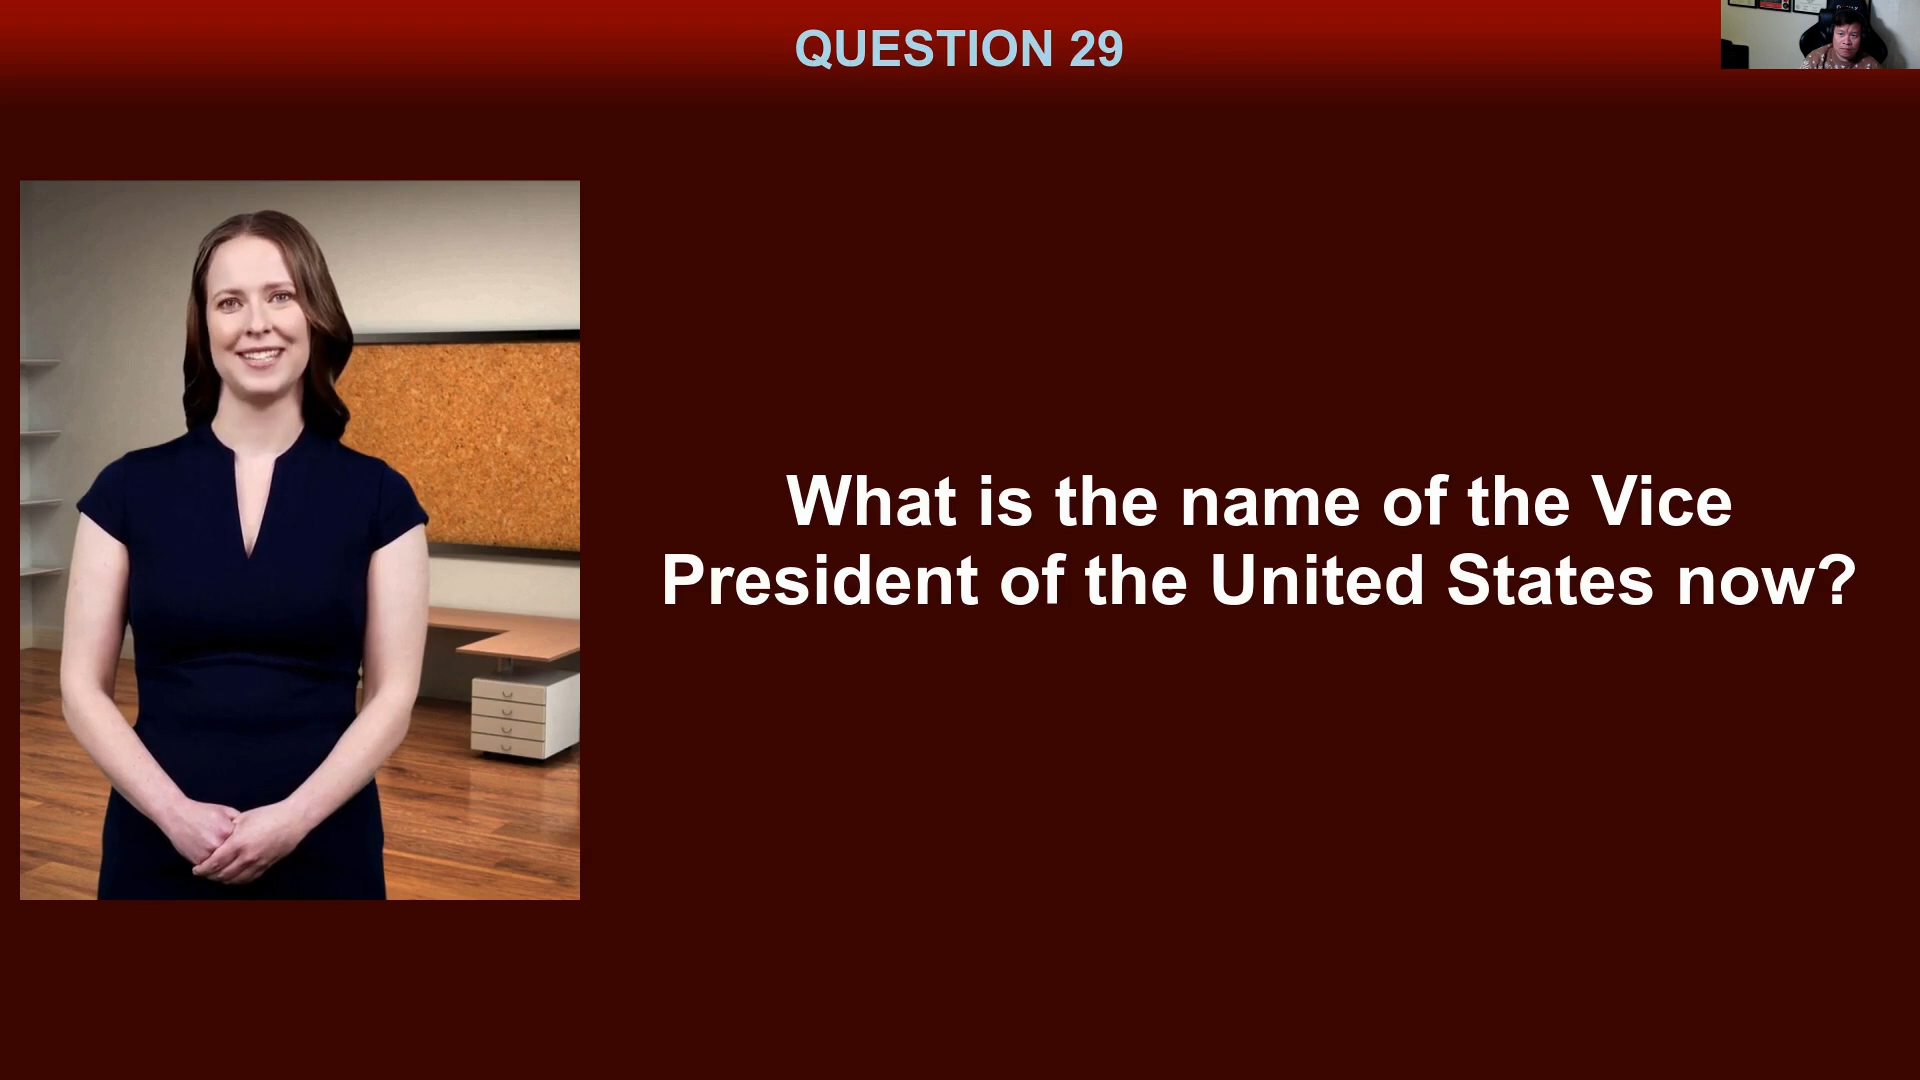 QUESTION 29
What is the name of the Vice
President of the United States now?